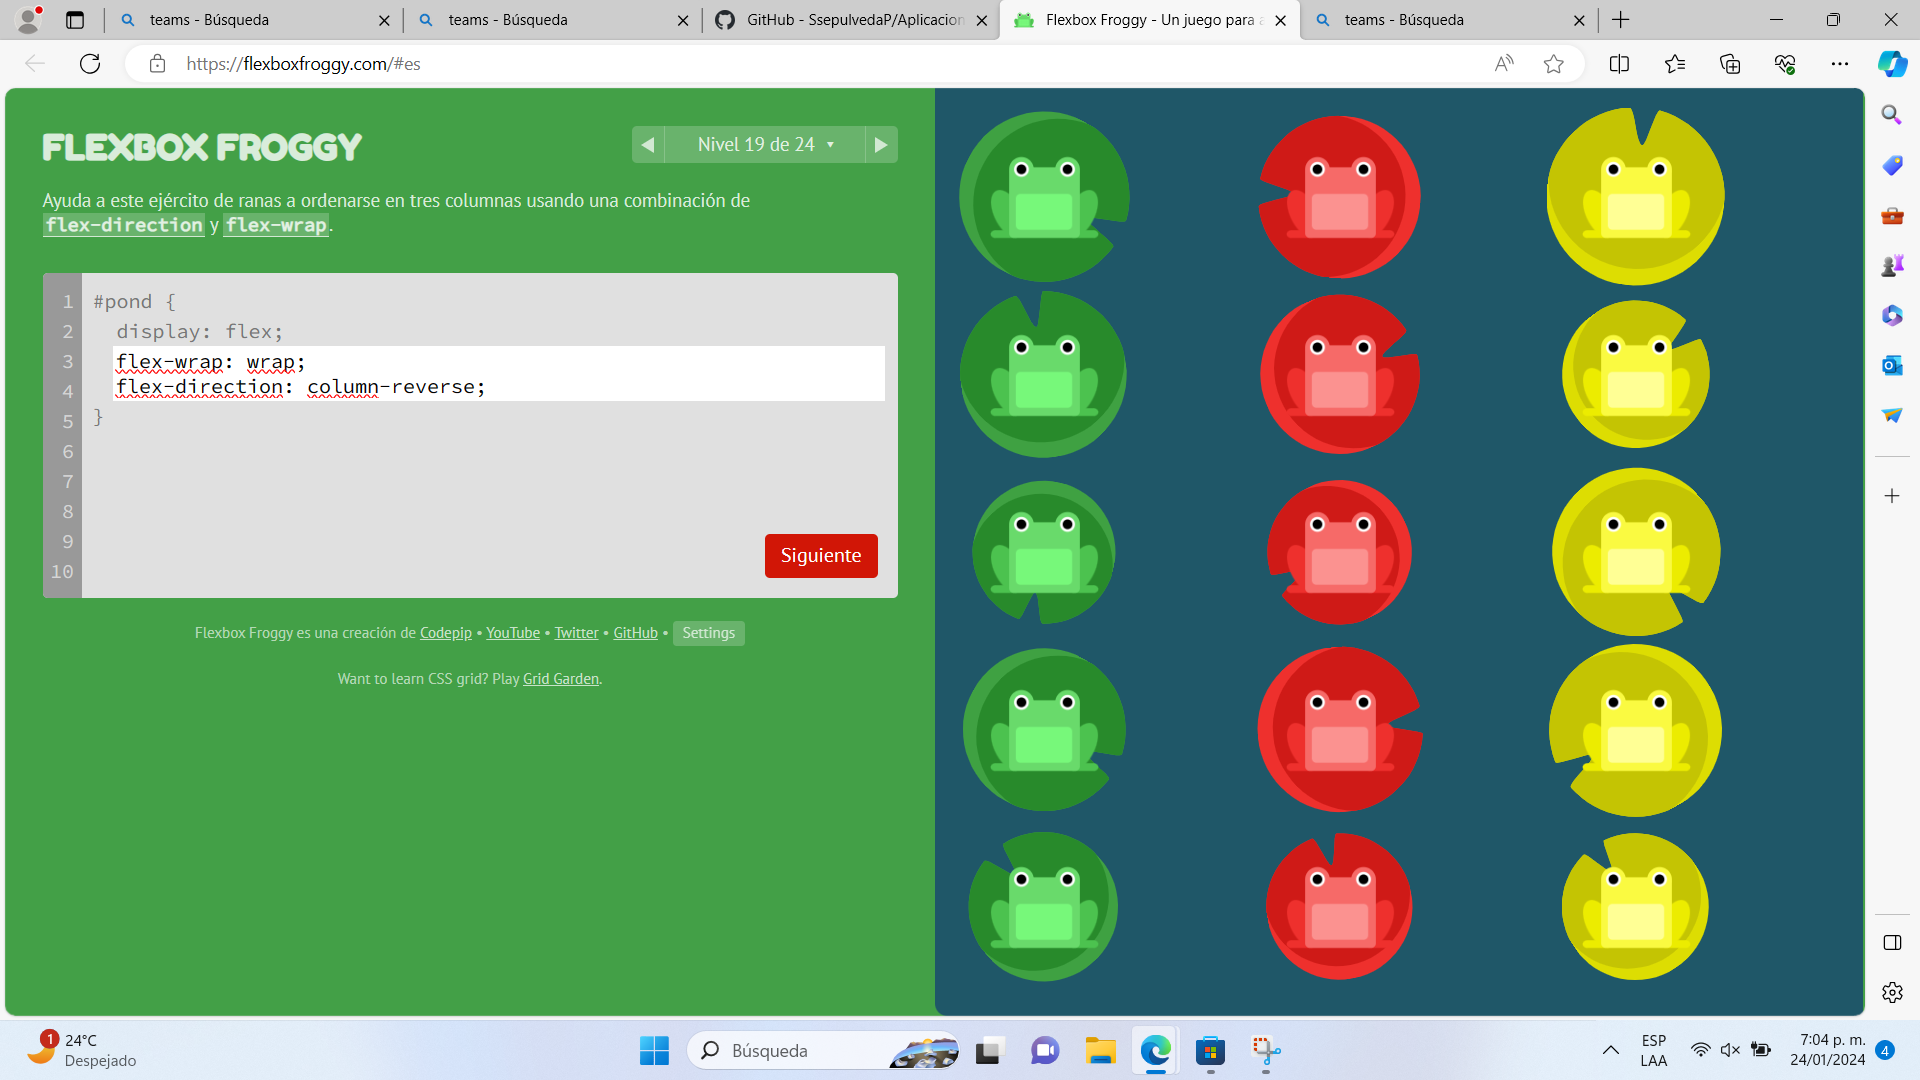 teams - Búsqueda
teams - Búsqueda
GitHub - SsepulvedaP/Aplicacion
Flexbox Froggy - Un juego para a
teams - Búsqueda
https://flexboxfroggy.com/#es
FLEXBOX FROGGY
Nivel 19 de 24
Ayuda a este ejército de ranas a ordenarse en tres columnas usando una combinación de
flex-direction y flex-wrap.
1 #pond {
2 display: flex;
3 flex-wrap: wrap;
4 flex-direction: column-reverse;
5 }
6
7
8
9
10
Siguiente
Flexbox Froggy es una creación de Codepip • YouTube • Twitter • GitHub • Settings
Want to learn CSS grid? Play Grid Garden.
1
24°C
Despejado
Búsqueda
ESP
LAA
7:04 p. m.
24/01/2024
4